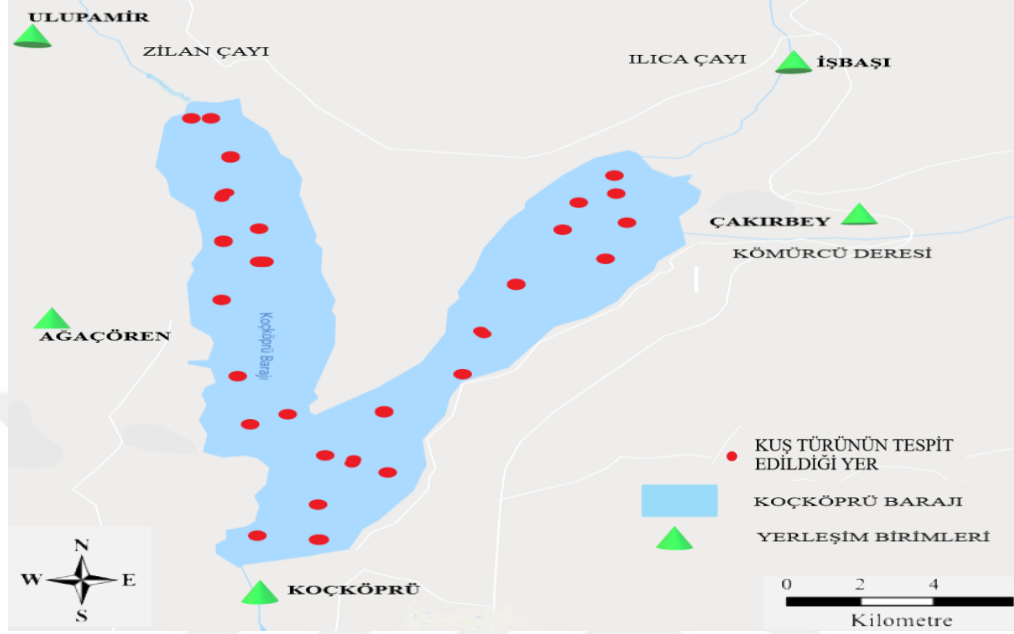 ULUPAMİR
ZİLAN ÇAYI
ILICA ÇAYI
İŞBAŞI
ÇAKIRBEY
KÖMÜRCÜ DERESİ
AĞAÇÖREN
Koçköprü Barajı
KUŞ TÜRÜNÜN TESPİT
EDİLDİĞİ YER
KOÇKÖPRÜ BARAJI
YERLEŞİM BİRİMLERİ
N
W E
S
KOÇKÖPRÜ
0 2 4
Kilometre